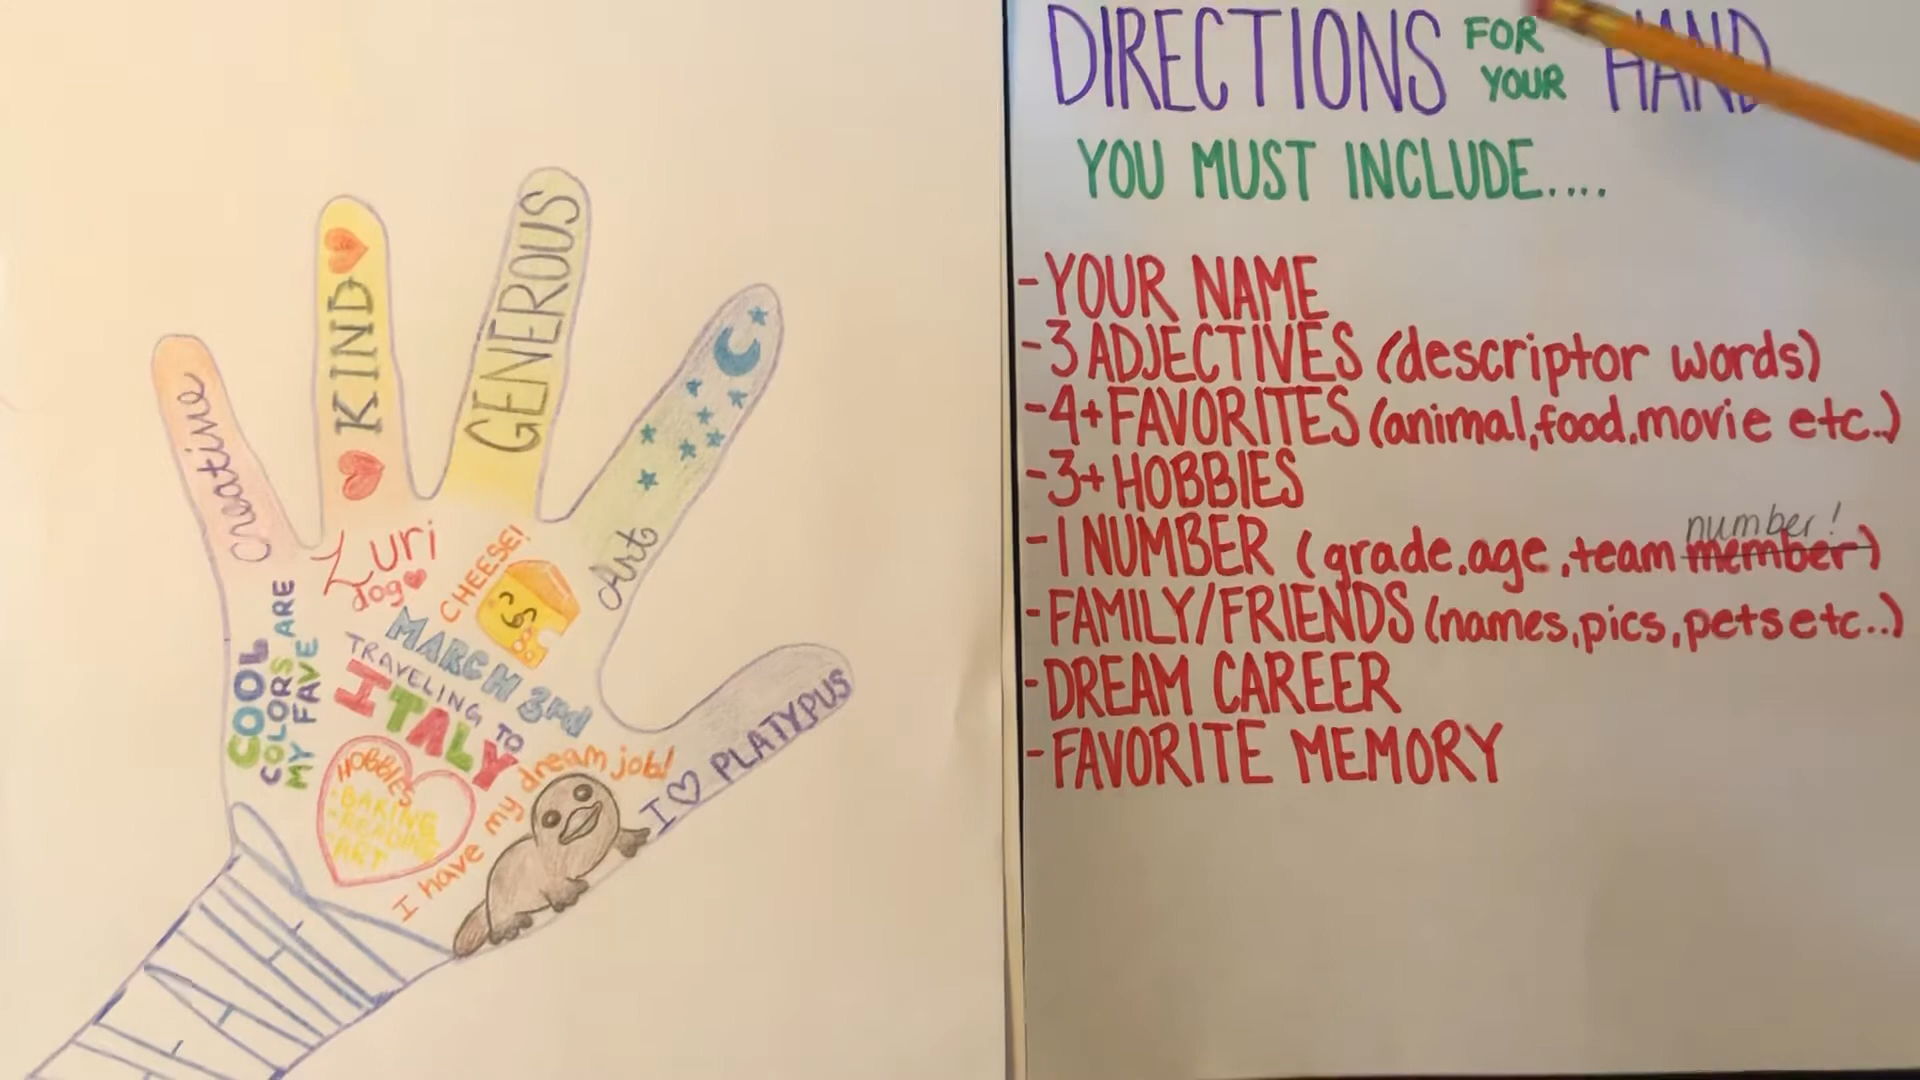 Creative
KIND
GENEROUS
Art
I PLATYPUS
Luri
dog
CHEESE!
COOL
COLORS ARE
MY FAVE
MARCH 3rd
TRAVELING TO
ITALY
HOBBIES
-BAKING
-READING
-ART
I have my dream job!
DIRECTIONS FOR YOUR HAND
YOU MUST INCLUDE....
-YOUR NAME
-3 ADJECTIVES (descriptor words)
-4+ FAVORITES (animal,food,movie etc..)
-3+ HOBBIES
number!
-1 NUMBER (grade,age,team member)
-FAMILY/FRIENDS (names,pics,pets etc..)
-DREAM CAREER
-FAVORITE MEMORY